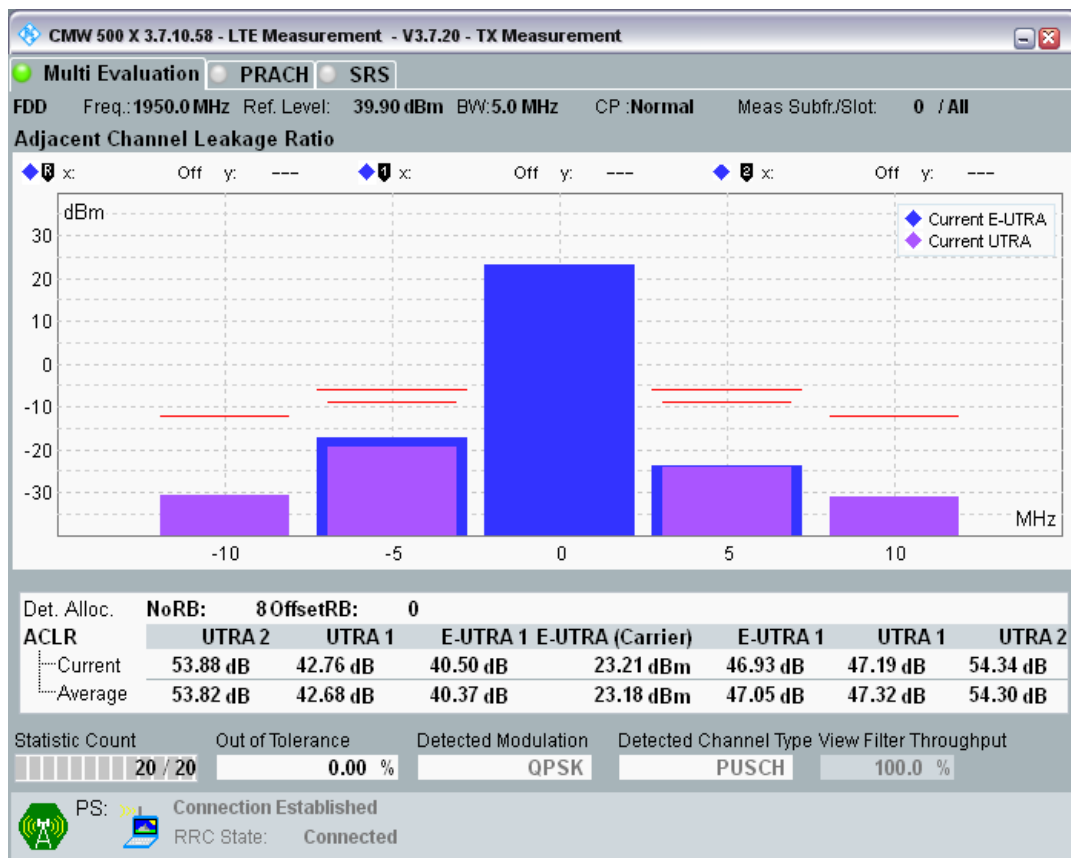 CMW 500 X 3.7.10.58 - LTE Measurement - V3.7.20 - TX Measurement
Multi Evaluation PRACH SRS
FDD Freq.: 1950.0 MHz Ref. Level: 39.90 dBm BW: 5.0 MHz CP : Normal Meas Subfr./Slot: 0 / All
Adjacent Channel Leakage Ratio
R x: Off y: --- 1 x: Off y: --- 2 x: Off y: ---
dBm
Current E-UTRA
Current UTRA
30
20
10
0
-10
-20
-30
MHz
-10 -5 0 5 10
Det. Alloc. NoRB: 8 OffsetRB: 0
ACLR UTRA 2 UTRA 1 E-UTRA 1 E-UTRA (Carrier) E-UTRA 1 UTRA 1 UTRA 2
Current 53.88 dB 42.76 dB 40.50 dB 23.21 dBm 46.93 dB 47.19 dB 54.34 dB
Average 53.82 dB 42.68 dB 40.37 dB 23.18 dBm 47.05 dB 47.32 dB 54.30 dB
Statistic Count Out of Tolerance Detected Modulation Detected Channel Type View Filter Throughput
20 / 20 0.00 % QPSK PUSCH 100.0 %
PS: Connection Established
RRC State: Connected